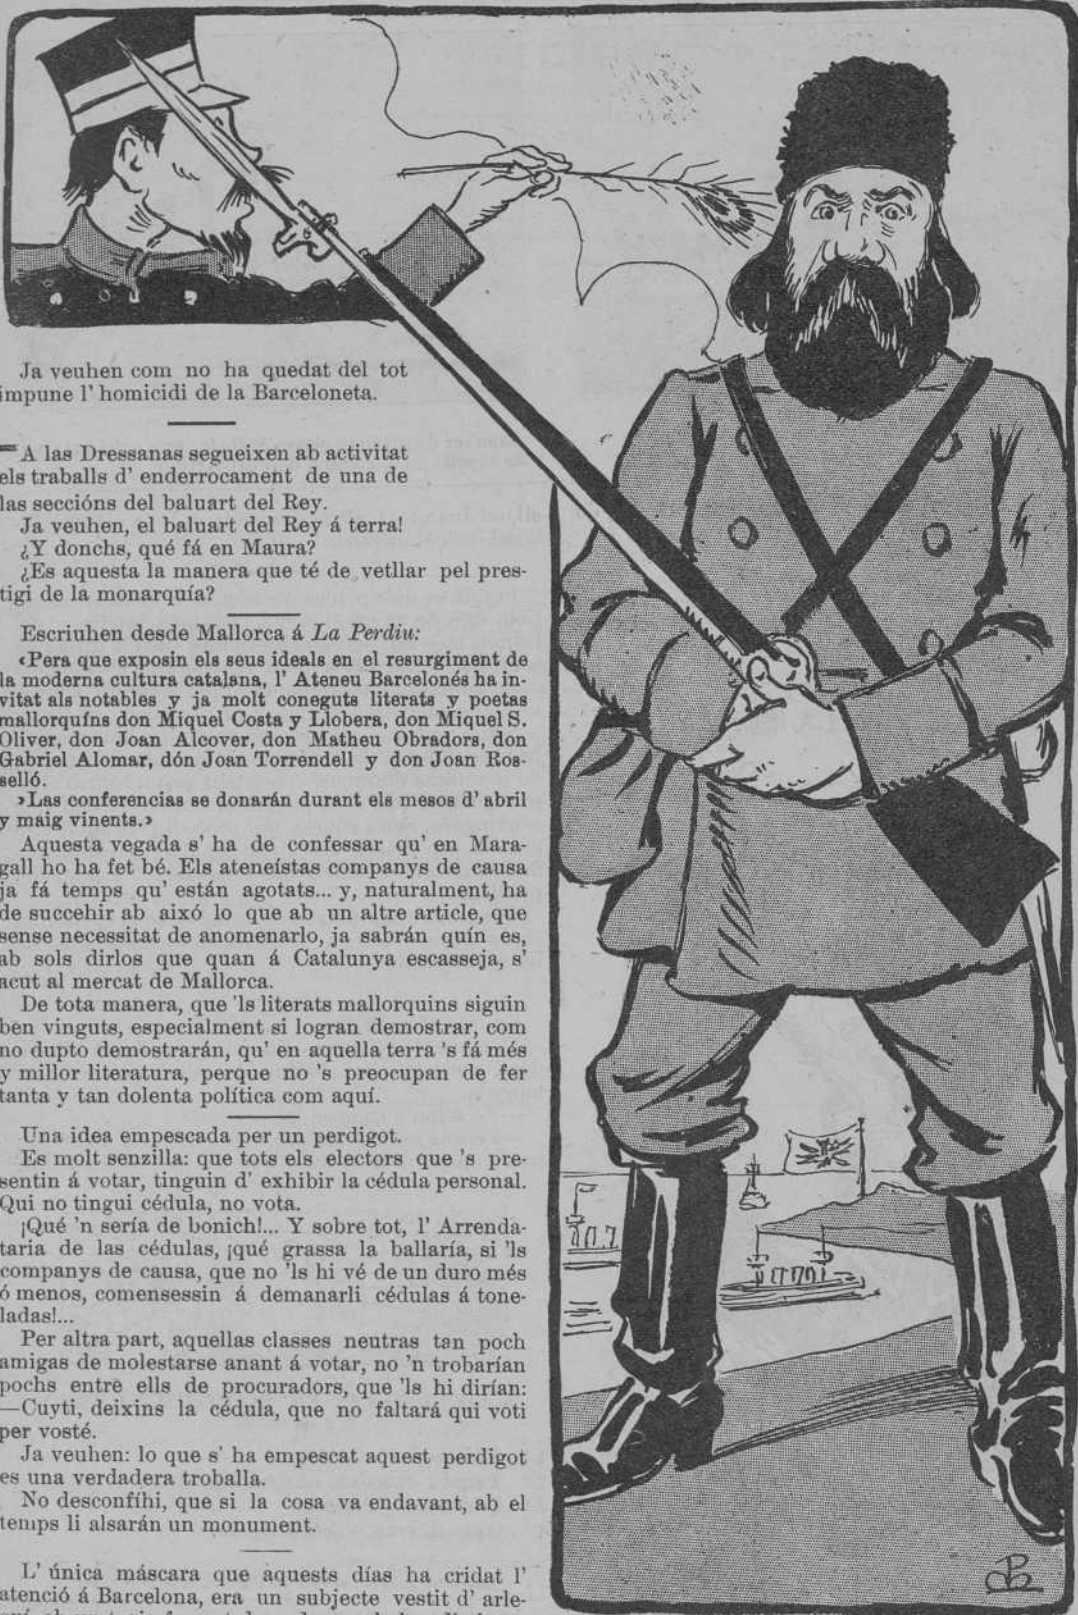 Ja veuhen com no ha quedat del tot
impune l' homicidi de la Barceloneta.
A las Dressanas segueixen ab activitat
els traballs d' enderrocament de una de
las seccións del baluart del Rey.
Ja veuhen, el baluart del Rey á terra!
¿Y donchs, qué fá en Maura?
¿Es aquesta la manera que té de vetllar pel pres-
tigi de la monarquía?
Escriuhen desde Mallorca á La Perdiu:
«Pera que exposin els seus ideals en el resurgiment de
la moderna cultura catalana, l' Ateneu Barcelonés ha in-
vitat als notables y ja molt coneguts literats y poetas
mallorquíns don Miquel Costa y Llobera, don Miquel S.
Oliver, don Joan Alcover, don Matheu Obradors, don
Gabriel Alomar, dón Joan Torrendell y don Joan Ros-
selló.
»Las conferencias se donarán durant els mesos d' abril
y maig vinents.»
Aquesta vegada s' ha de confessar qu' en Mara-
gall ho ha fet bé. Els ateneístas companys de causa
ja fá temps qu' están agotats... y, naturalment, ha
de succehir ab aixó lo que ab un altre article, que
sense necessitat de anomenarlo, ja sabrán quín es,
ab sols dirlos que quan á Catalunya escasseja, s'
acut al mercat de Mallorca.
De tota manera, que 'ls literats mallorquins siguin
ben vinguts, especialment si logran demostrar, com
no dupto demostrarán, qu' en aquella terra 's fá més
y millor literatura, perque no 's preocupan de fer
tanta y tan dolenta política com aquí.
Una idea empescada per un perdigot.
Es molt senzilla: que tots els electors que 's pre-
sentin á votar, tinguin d' exhibir la cédula personal.
Qui no tingui cédula, no vota.
¡Qué 'n sería de bonich!... Y sobre tot, l' Arrenda-
taria de las cédulas, ¡qué grassa la ballaría, si 'ls
companys de causa, que no 'ls hi vé de un duro més
ó menos, comensessin á demanarli cédulas á tone-
ladas!...
Per altra part, aquellas classes neutras tan poch
amigas de molestarse anant á votar, no 'n trobarían
pochs entre ells de procuradors, que 'ls hi dirían:
—Cuyti, deixins la cédula, que no faltará qui voti
per vosté.
Ja veuhen: lo que s' ha empescat aquest perdigot
es una verdadera troballa.
No desconfíhi, que si la cosa va endavant, ab el
temps li alsarán un monument.
L' única máscara que aquests días ha cridat l'
atenció á Barcelona, era un subjecte vestit d' arle-